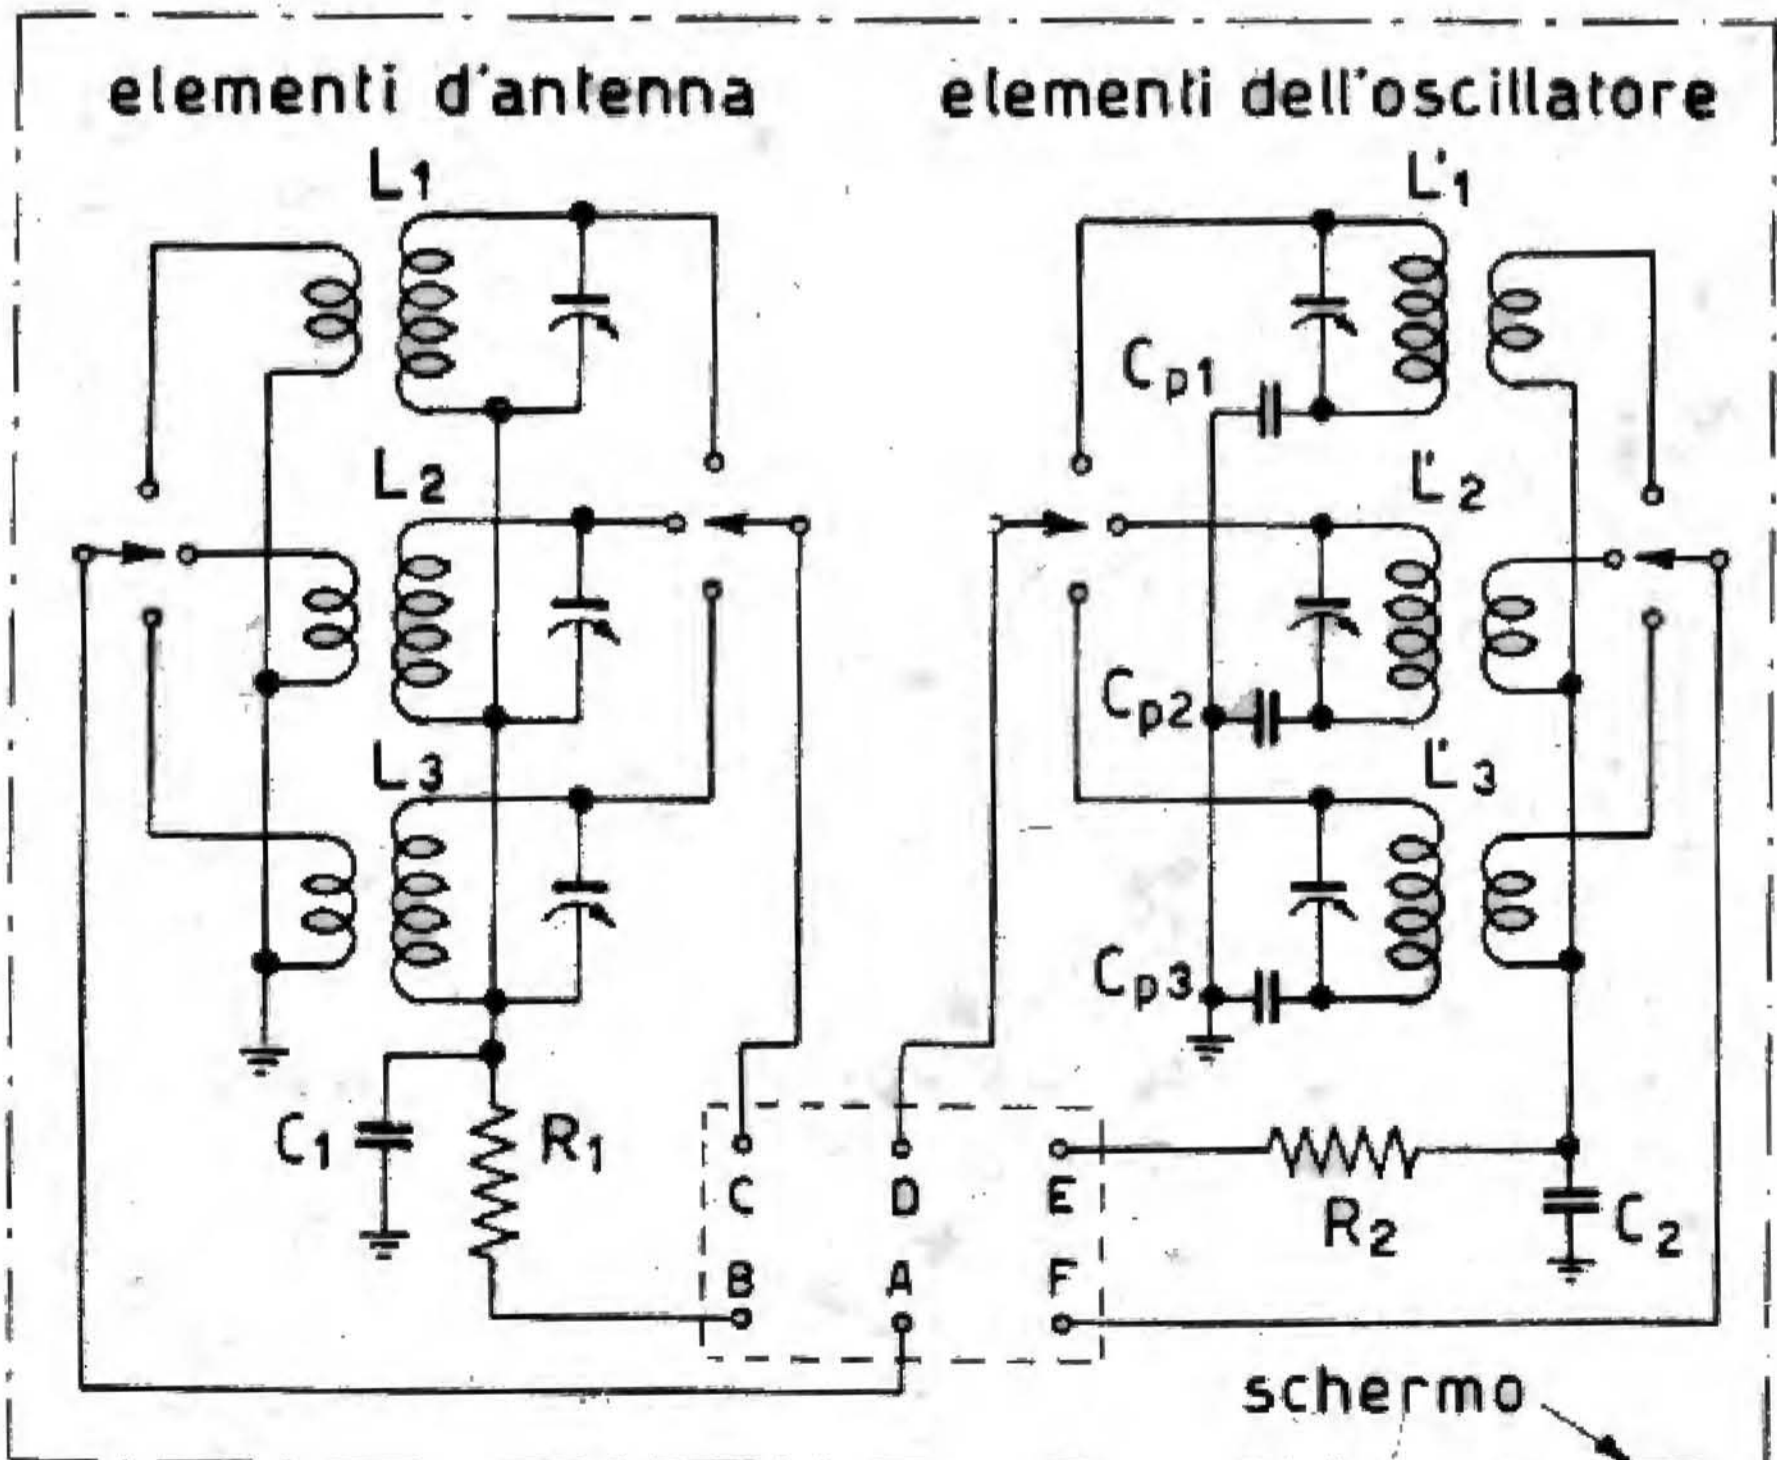 elementi d'antenna
elementi dell'oscillatore
L1
L'1
Cp1
L2
L'2
Cp2
L3
L'3
Cp3
C1
R1
C
D
E
R2
C2
B
A
F
schermo